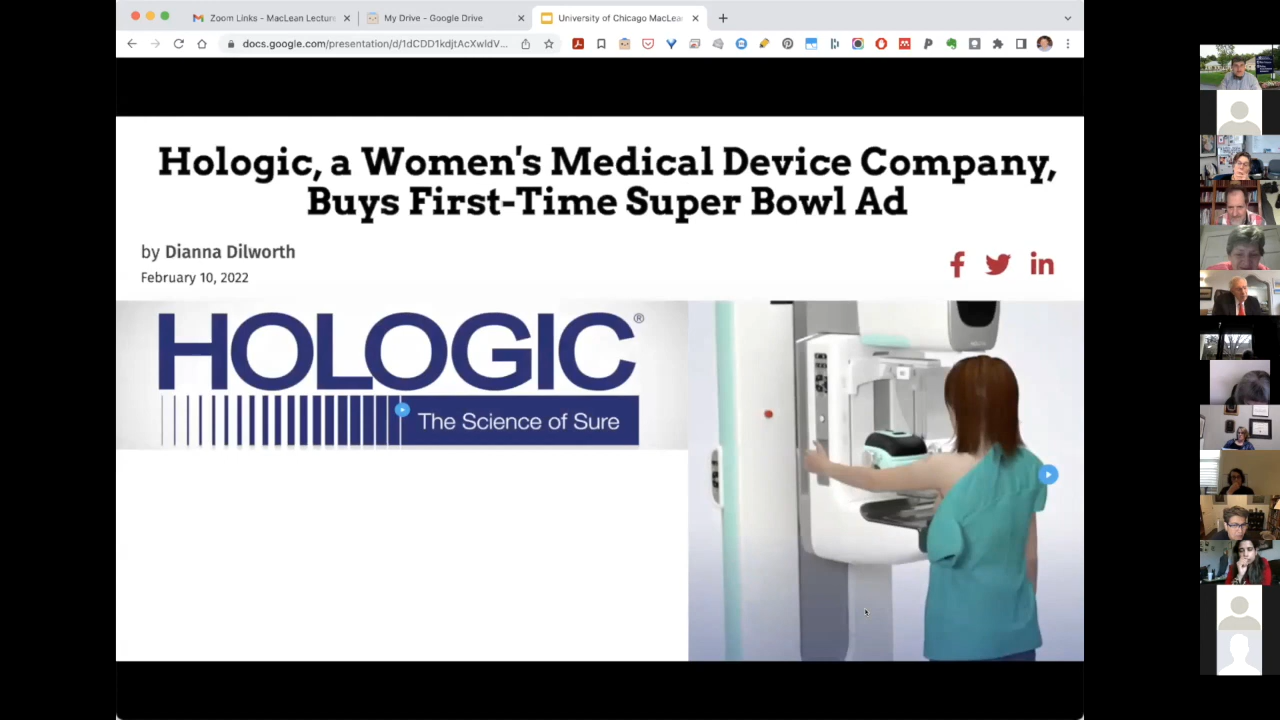 Zoom Links - MacLean Lecture
My Drive - Google Drive
University of Chicago MacLea
docs.google.com/presentation/d/1dCDD1kdjtAcXwldV...
Hologic, a Women's Medical Device Company,
Buys First-Time Super Bowl Ad
by Dianna Dilworth
February 10, 2022
HOLOGIC®
The Science of Sure